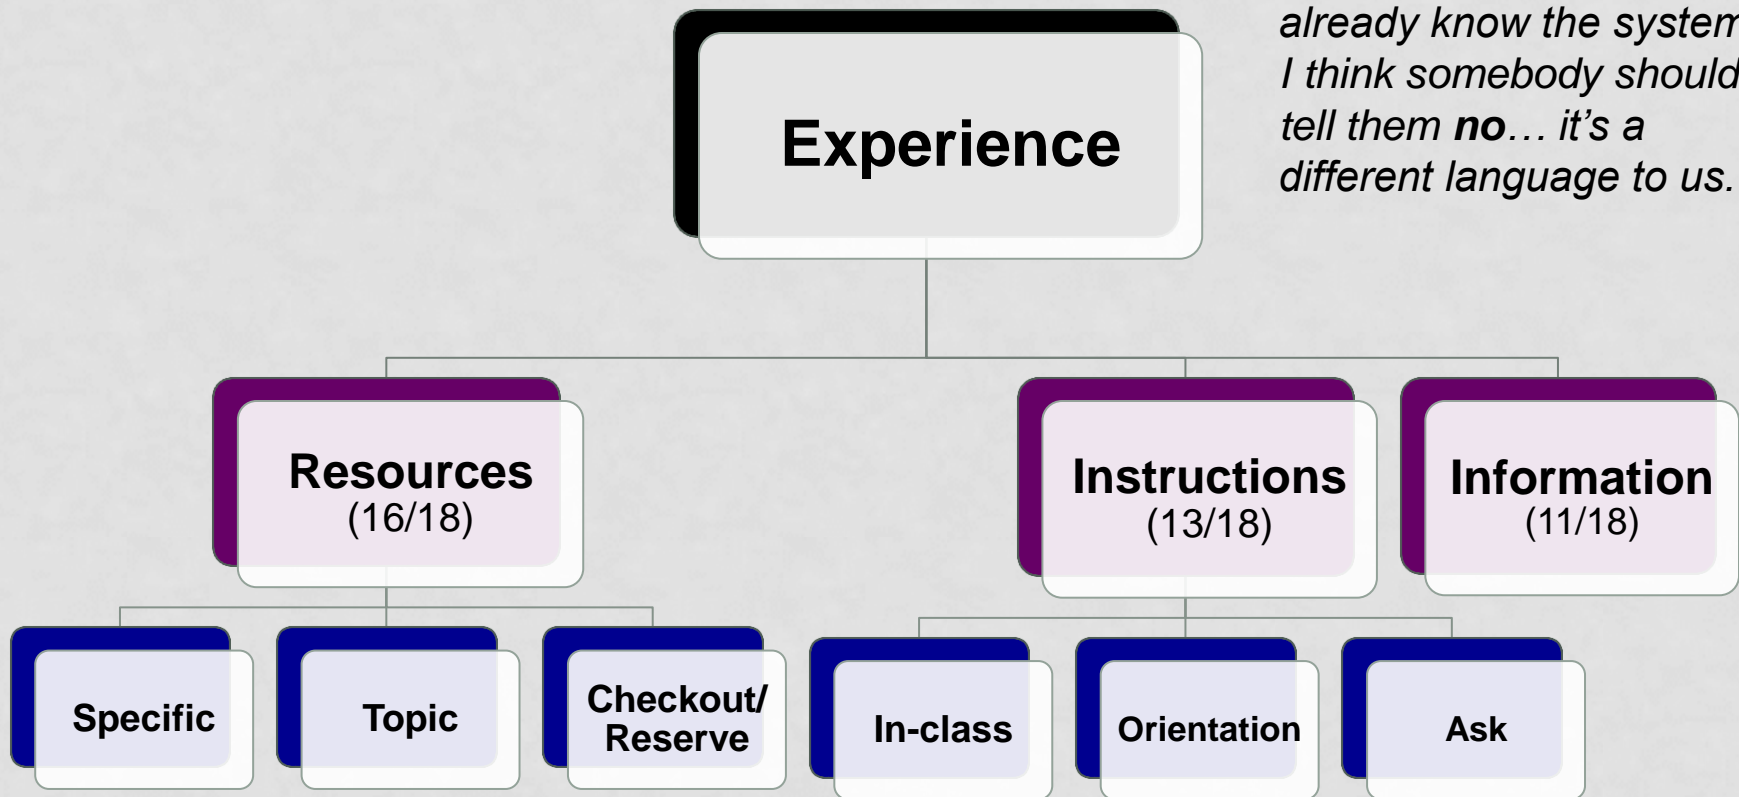 already know the system
I think somebody should
tell them no… it’s a
different language to us.
Experience
Resources
(16/18)
Instructions
(13/18)
Information
(11/18)
Specific
Topic
Checkout/
Reserve
In-class
Orientation
Ask